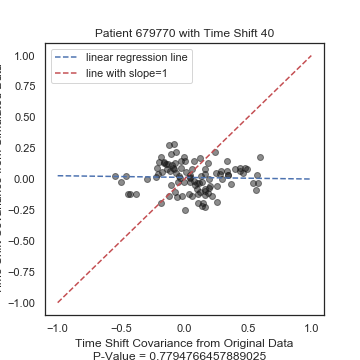 Patient 679770 with Time Shift 40
linear regression line
line with slope=1
1.00
0.75
0.50
0.25
0.00
−0.25
−0.50
−0.75
−1.00
−1.0
−0.5
0.0
0.5
1.0
Time Shift Covariance from Original Data
P-Value = 0.7794766457889025